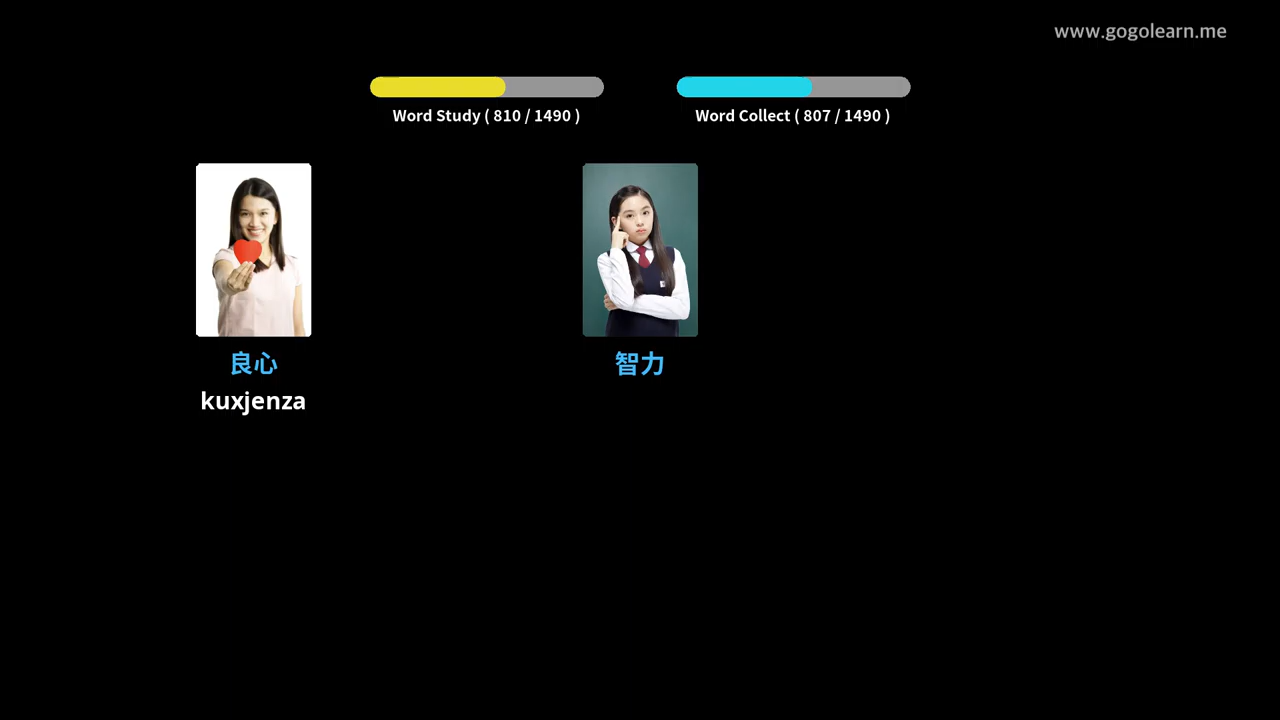 www.gogolearn.me
Word Study ( 810 / 1490 )
Word Collect ( 807 / 1490 )
良心
智力
kuxjenza